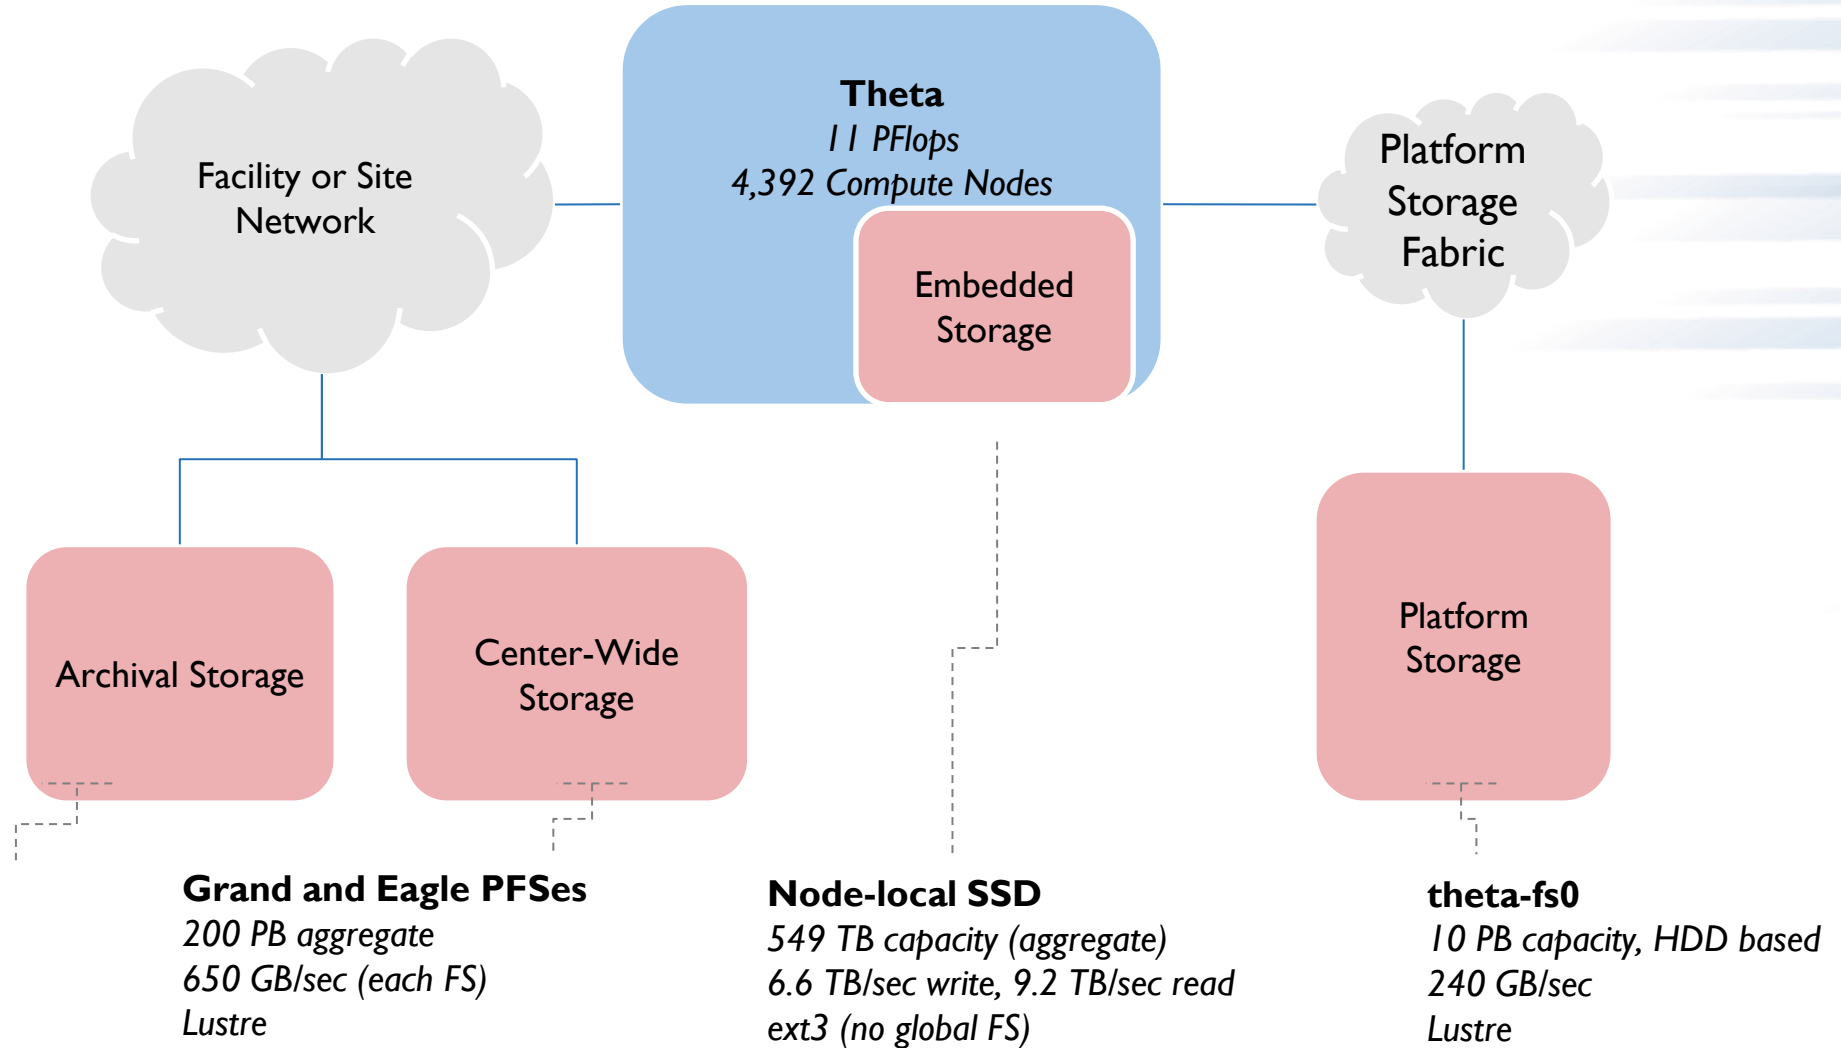 Theta
11 PFlops
4,392 Compute Nodes
Facility or Site
Network
Platform
Storage
Fabric
Embedded
Storage
Archival Storage
Center-Wide
Storage
Platform
Storage
Grand and Eagle PFSes
200 PB aggregate
650 GB/sec (each FS)
Lustre
Node-local SSD
549 TB capacity (aggregate)
6.6 TB/sec write, 9.2 TB/sec read
ext3 (no global FS)
theta-fs0
10 PB capacity, HDD based
240 GB/sec
Lustre